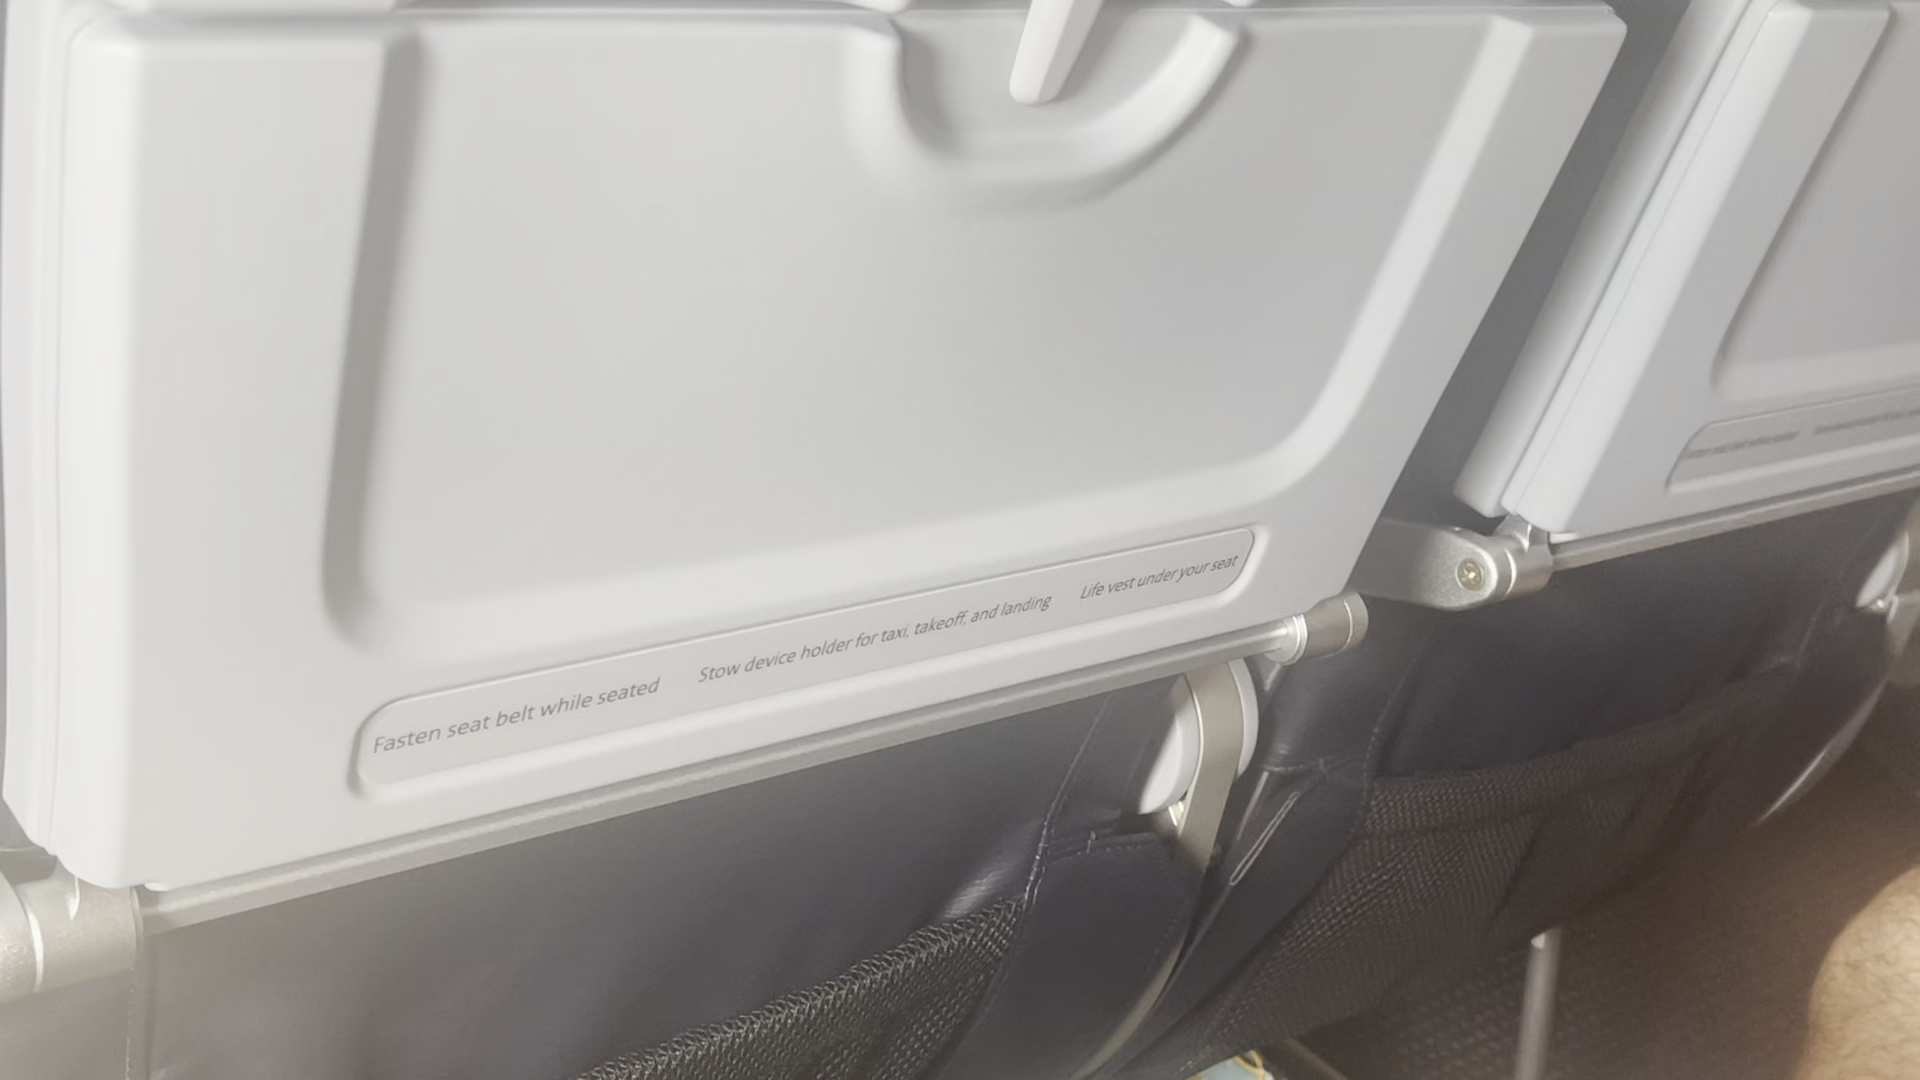 Fasten seat belt while seated Stow device holder for taxi, takeoff, and landing Life vest under your seat